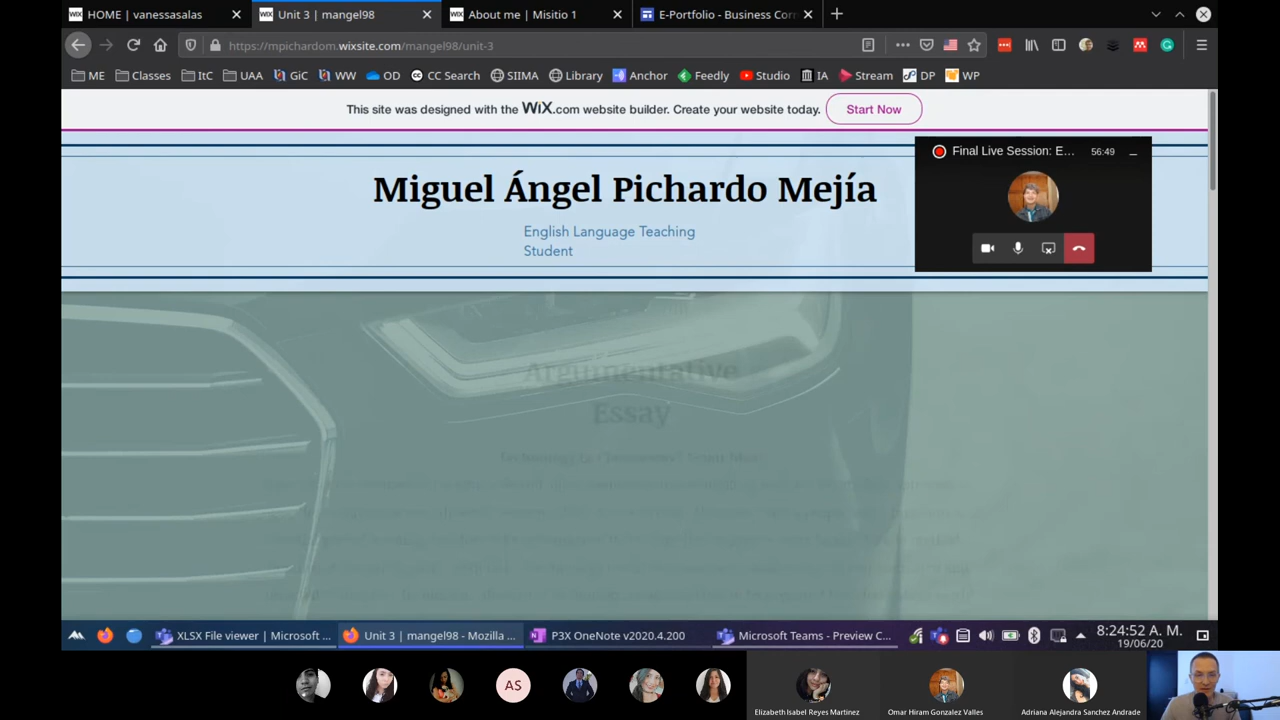 HOME | vanessasalas
Unit 3 | mangel98
About me | Misitio 1
E-Portfolio - Business Corr
https://mpichardom.wixsite.com/mangel98/unit-3
ME
Classes
ItC
UAA
GiC
WW
OD
CC Search
SIIMA
Library
Anchor
Feedly
Studio
IA
Stream
DP
WP
This site was designed with the WiX.com website builder. Create your website today.
Start Now
Final Live Session: E...
56:49
Miguel Ángel Pichardo Mejía
English Language Teaching
Student
Argumentative
Essay
XLSX File viewer | Microsoft ...
Unit 3 | mangel98 - Mozilla ...
P3X OneNote v2020.4.200
Microsoft Teams - Preview C...
8:24:52 A. M.
19/06/20
AS
Elizabeth Isabel Reyes Martinez
Omar Hiram Gonzalez Valles
Adriana Alejandra Sanchez Andrade